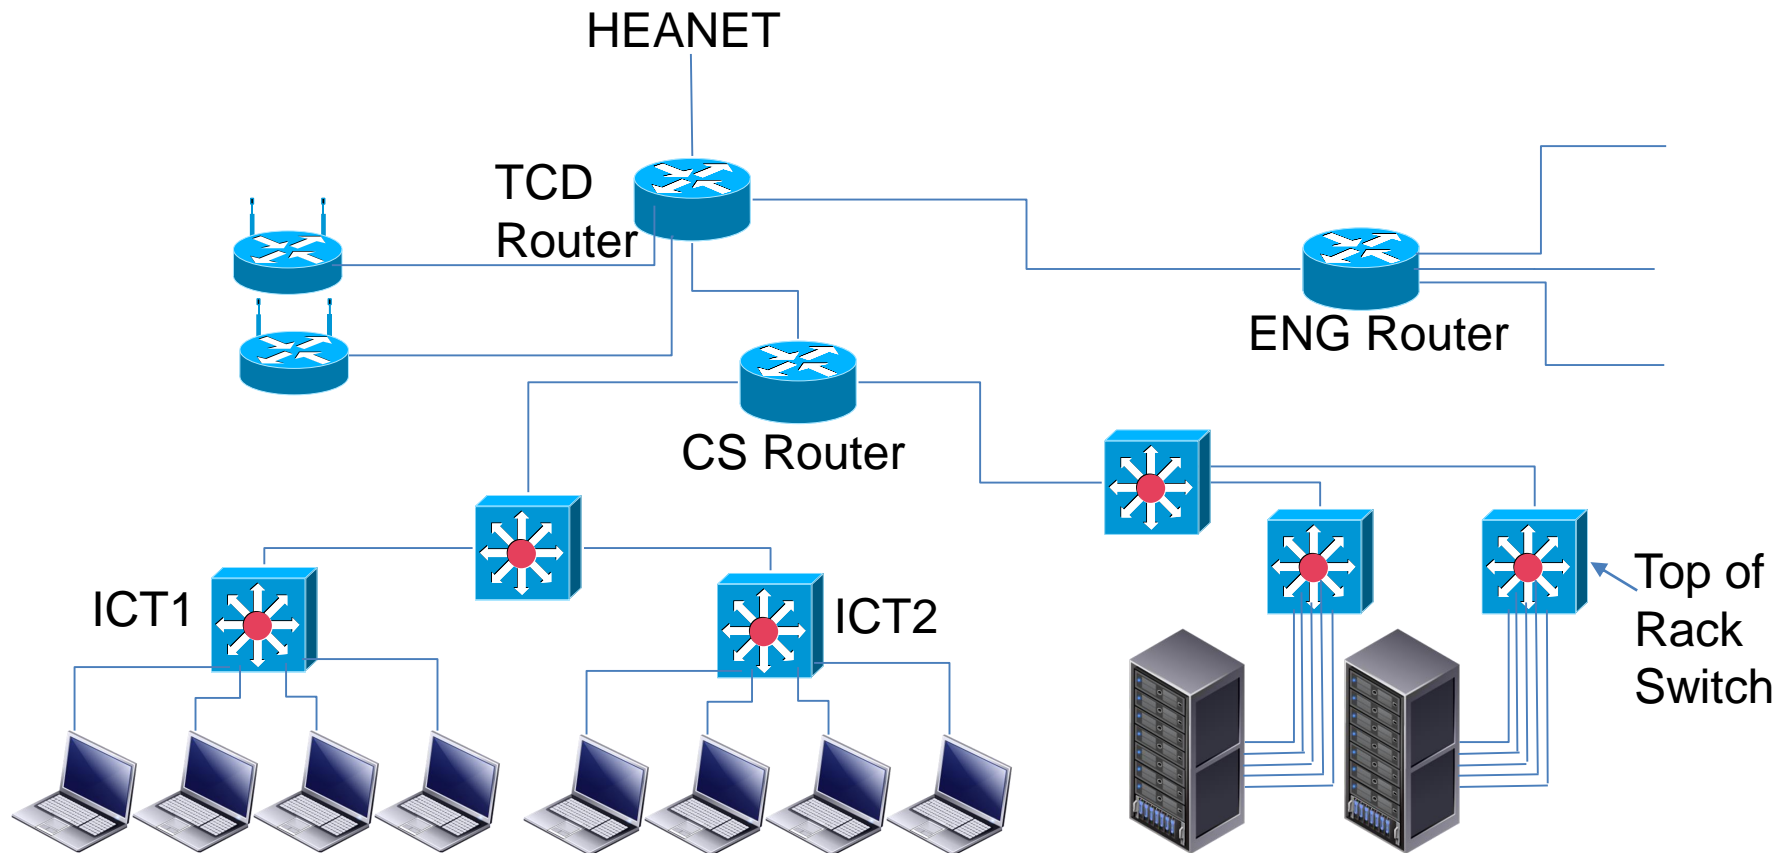 HEANET
TCD
Router
ENG Router
CS Router
ICT1
ICT2
Top of
Rack
Switch